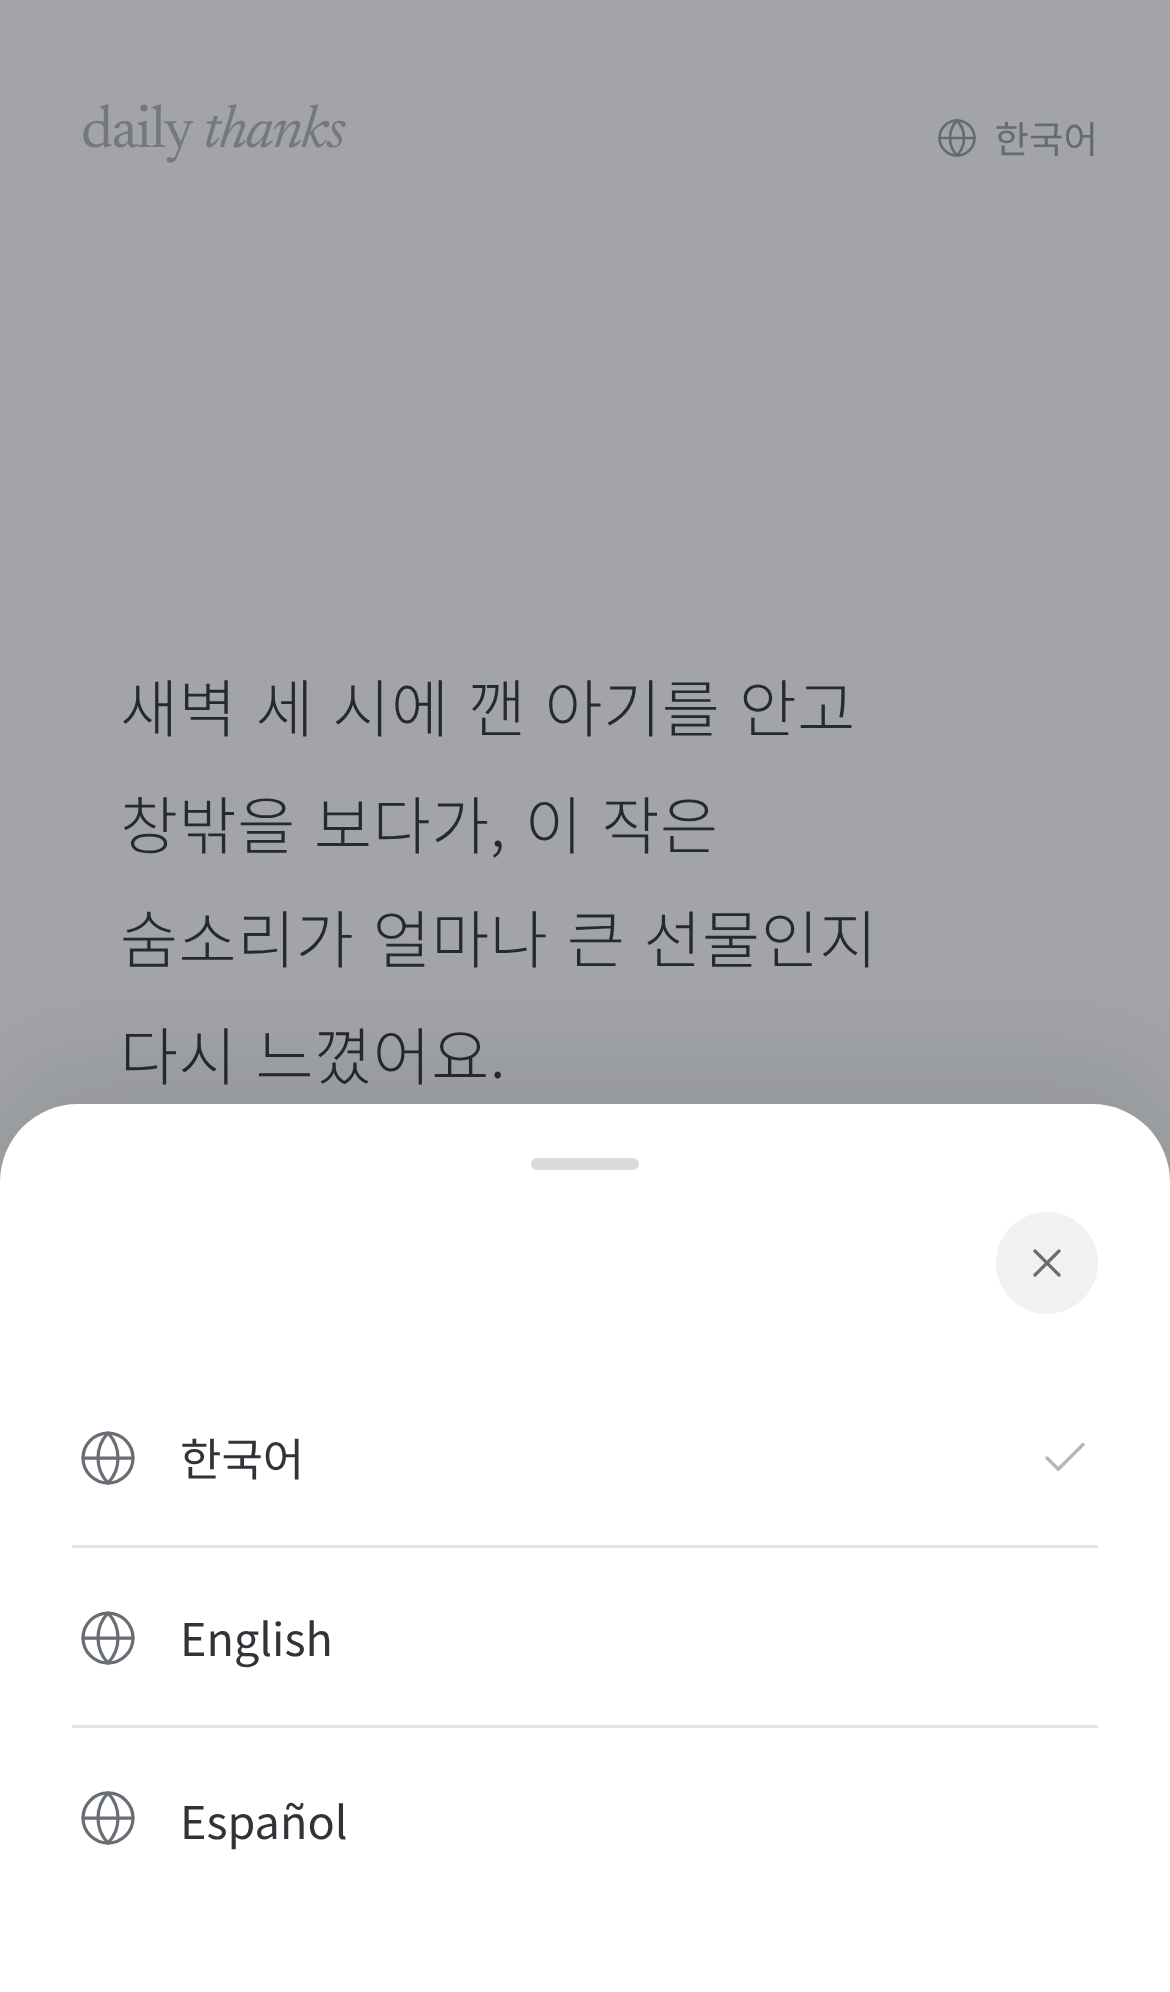 daily thanks
한국어
새벽 세 시에 깬 아기를 안고
창밖을 보다가, 이 작은
숨소리가 얼마나 큰 선물인지
다시 느꼈어요.
한국어
English
Español